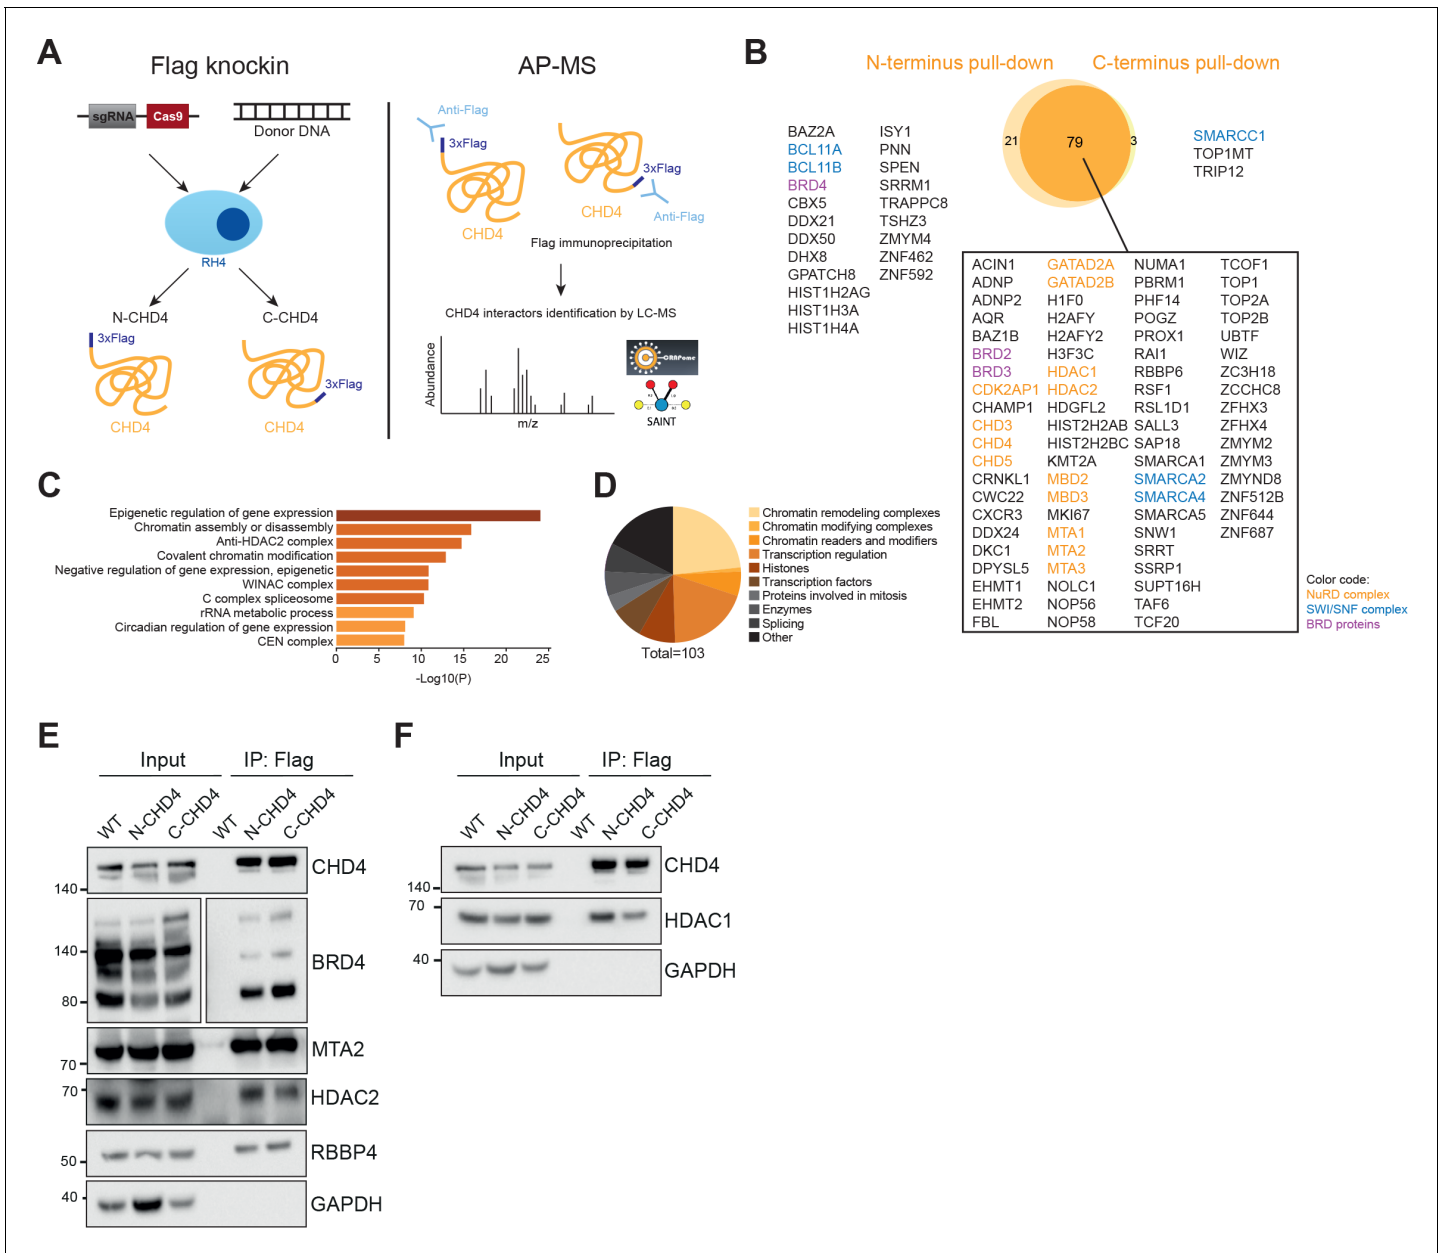 A
Flag knockin
sgRNA
Cas9
Donor DNA
RH4
N-CHD4
C-CHD4
3xFlag
3xFlag
CHD4
CHD4
AP-MS
Anti-Flag
3xFlag
3xFlag
Anti-Flag
CHD4
CHD4
Flag immunoprecipitation
CHD4 interactors identification by LC-MS
Abundance
m/z
CRAPome
SAINT
B
N-terminus pull-down
C-terminus pull-down
21
79
3
BAZ2A
BCL11A
BCL11B
BRD4
CBX5
DDX21
DDX50
DHX8
GPATCH8
HIST1H2AG
HIST1H3A
HIST1H4A
ISY1
PNN
SPEN
SRRM1
TRAPPC8
TSHZ3
ZMYM4
ZNF462
ZNF592
SMARCC1
TOP1MT
TRIP12
ACIN1
ADNP
ADNP2
AQR
BAZ1B
BRD2
BRD3
CDK2AP1
CHAMP1
CHD3
CHD4
CHD5
CRNKL1
CWC22
CXCR3
DDX24
DKC1
DPYSL5
EHMT1
EHMT2
FBL
GATAD2A
GATAD2B
H1F0
H2AFY
H2AFY2
H3F3C
HDAC1
HDAC2
HDGFL2
HIST2H2AB
HIST2H2BC
KMT2A
MBD2
MBD3
MKI67
MTA1
MTA2
MTA3
NOLC1
NOP56
NOP58
NUMA1
PBRM1
PHF14
POGZ
PROX1
RAI1
RBBP6
RSF1
RSL1D1
SALL3
SAP18
SMARCA1
SMARCA2
SMARCA4
SMARCA5
SNW1
SRRT
SSRP1
SUPT16H
TAF6
TCF20
TCOF1
TOP1
TOP2A
TOP2B
UBTF
WIZ
ZC3H18
ZCCHC8
ZFHX3
ZFHX4
ZMYM2
ZMYM3
ZMYND8
ZNF512B
ZNF644
ZNF687
Color code:
NuRD complex
SWI/SNF complex
BRD proteins
C
Epigenetic regulation of gene expression
Chromatin assembly or disassembly
Anti-HDAC2 complex
Covalent chromatin modification
Negative regulation of gene expression, epigenetic
WINAC complex
C complex spliceosome
rRNA metabolic process
Circadian regulation of gene expression
CEN complex
0 5 10 15 20 25
-Log10(P)
D
Chromatin remodeling complexes
Chromatin modifying complexes
Chromatin readers and modifiers
Transcription regulation
Histones
Transcription factors
Proteins involved in mitosis
Enzymes
Splicing
Other
Total=103
E
Input
IP: Flag
WT N-CHD4 C-CHD4 WT N-CHD4 C-CHD4
140
CHD4
140
80
BRD4
70
MTA2
70
HDAC2
50
RBBP4
40
GAPDH
F
Input
IP: Flag
WT N-CHD4 C-CHD4 WT N-CHD4 C-CHD4
140
CHD4
70
HDAC1
40
GAPDH